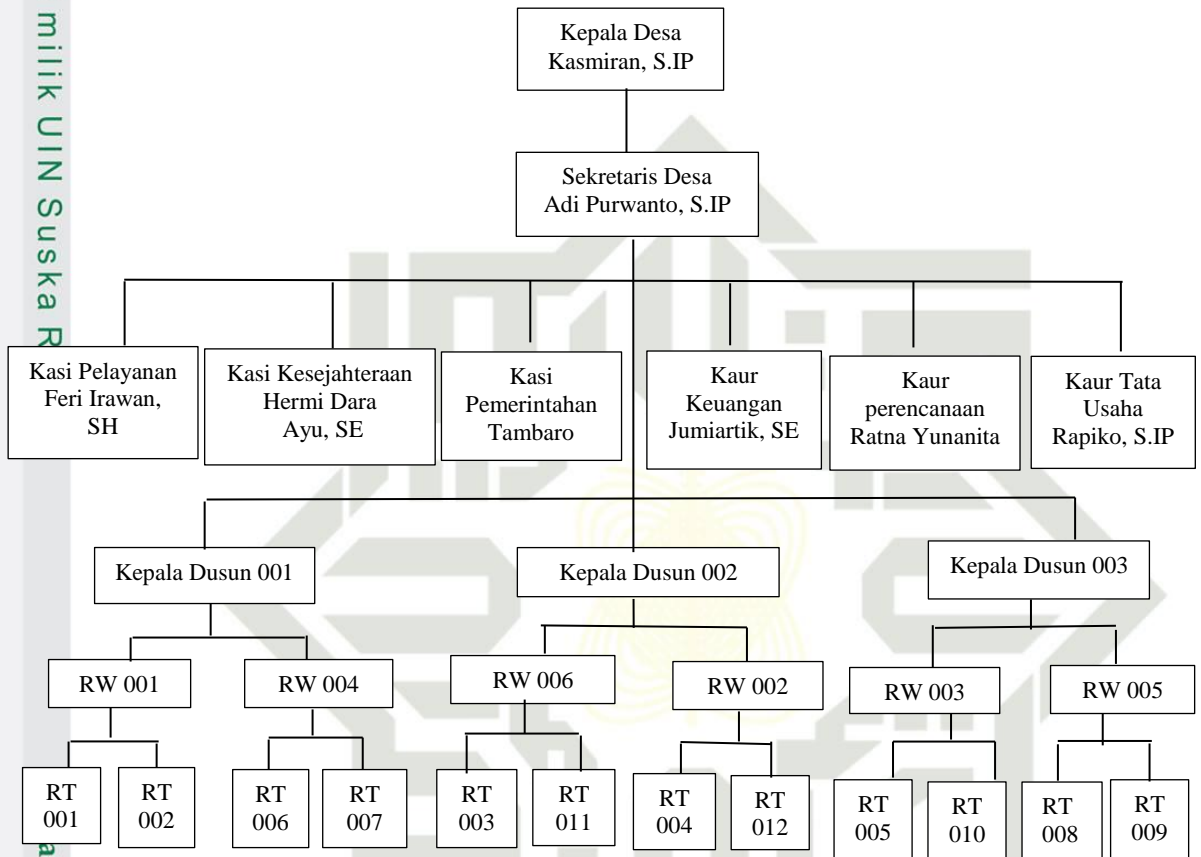 milik UIN Suska R
a
Kepala Desa
Kasmiran, S.IP
Sekretaris Desa
Adi Purwanto, S.IP
Kasi Pelayanan
Feri Irawan,
SH
Kasi Kesejahteraan
Hermi Dara
Ayu, SE
Kasi
Pemerintahan
Tambaro
Kaur
Keuangan
Jumiartik, SE
Kaur
perencanaan
Ratna Yunanita
Kaur Tata
Usaha
Rapiko, S.IP
Kepala Dusun 001
Kepala Dusun 002
Kepala Dusun 003
RW 001
RW 004
RW 006
RW 002
RW 003
RW 005
RT
001
RT
002
RT
006
RT
007
RT
003
RT
011
RT
004
RT
012
RT
005
RT
010
RT
008
RT
009